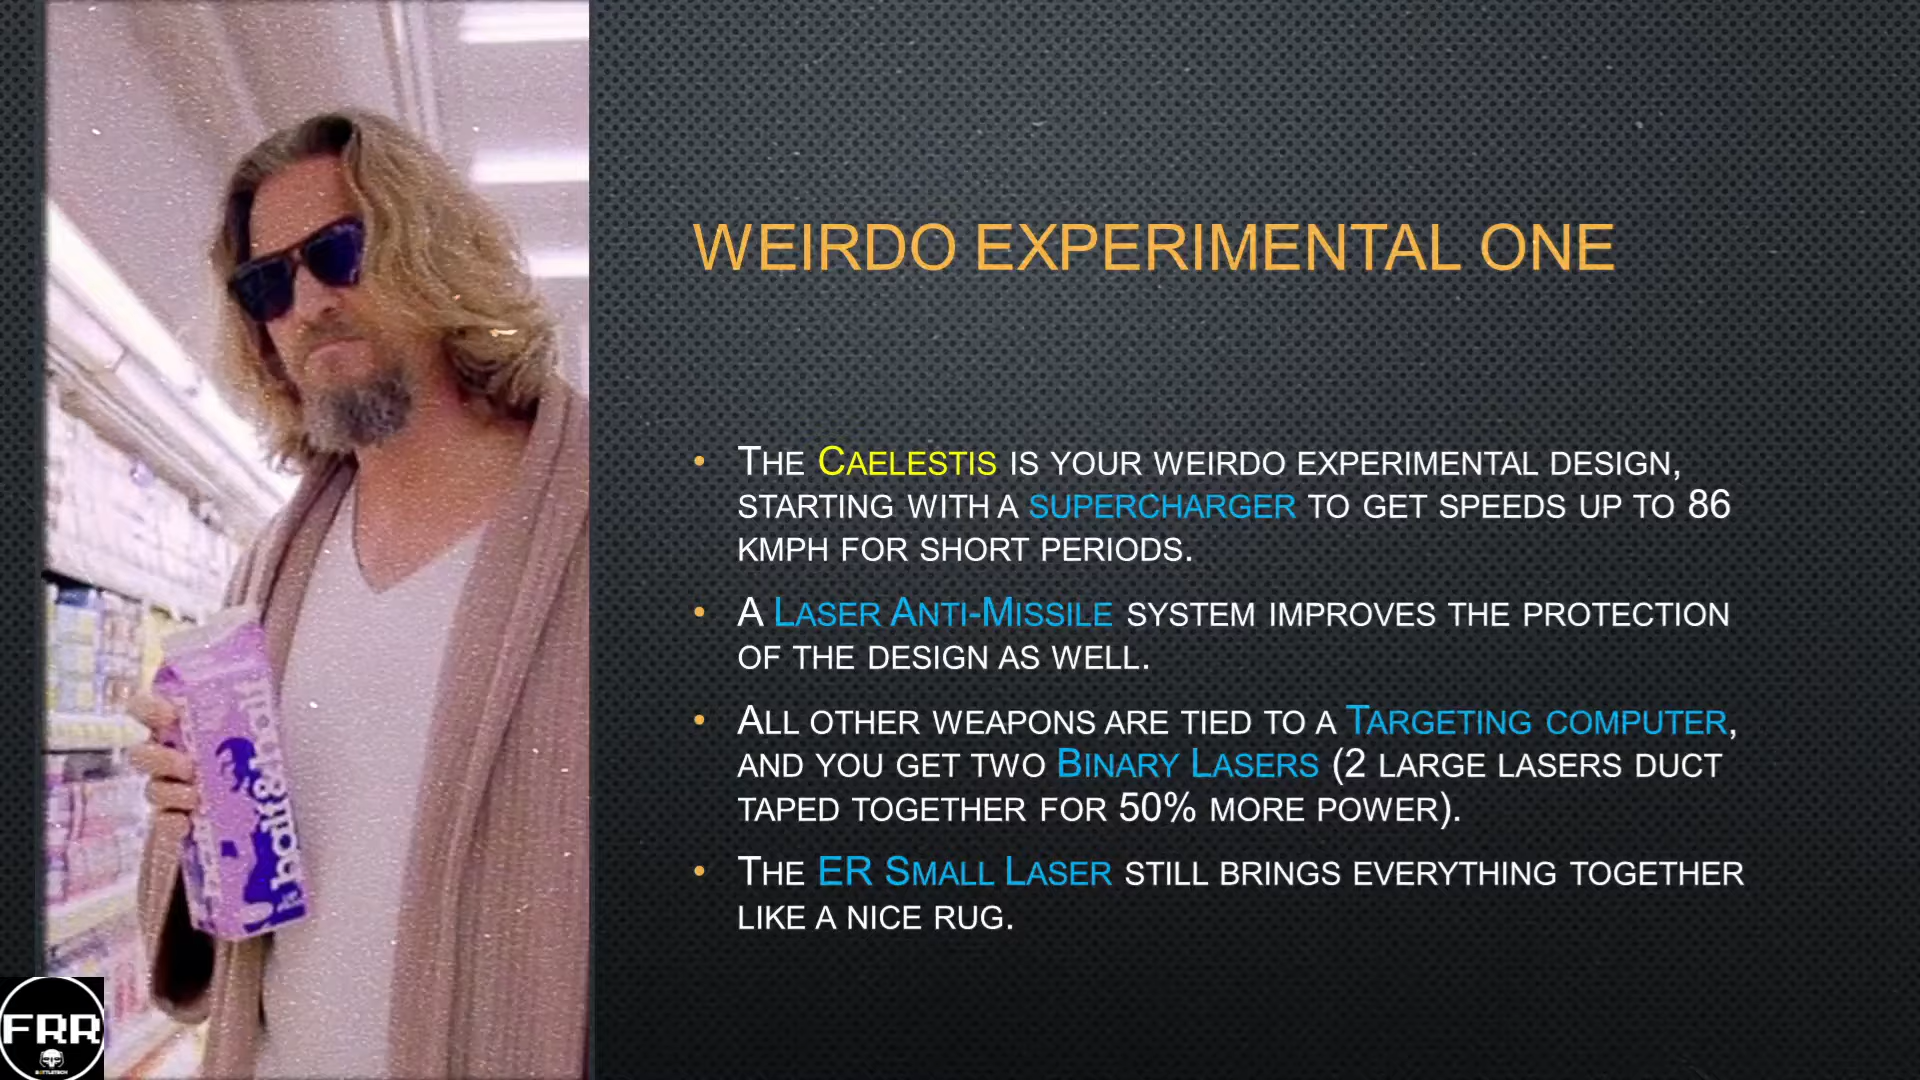 WEIRDO EXPERIMENTAL ONE
• THE CAELESTIS IS YOUR WEIRDO EXPERIMENTAL DESIGN,
STARTING WITH A SUPERCHARGER TO GET SPEEDS UP TO 86
KMPH FOR SHORT PERIODS.
• A LASER ANTI-MISSILE SYSTEM IMPROVES THE PROTECTION
OF THE DESIGN AS WELL.
• ALL OTHER WEAPONS ARE TIED TO A TARGETING COMPUTER,
AND YOU GET TWO BINARY LASERS (2 LARGE LASERS DUCT
TAPED TOGETHER FOR 50% MORE POWER).
• THE ER SMALL LASER STILL BRINGS EVERYTHING TOGETHER
LIKE A NICE RUG.
half&half
FRR